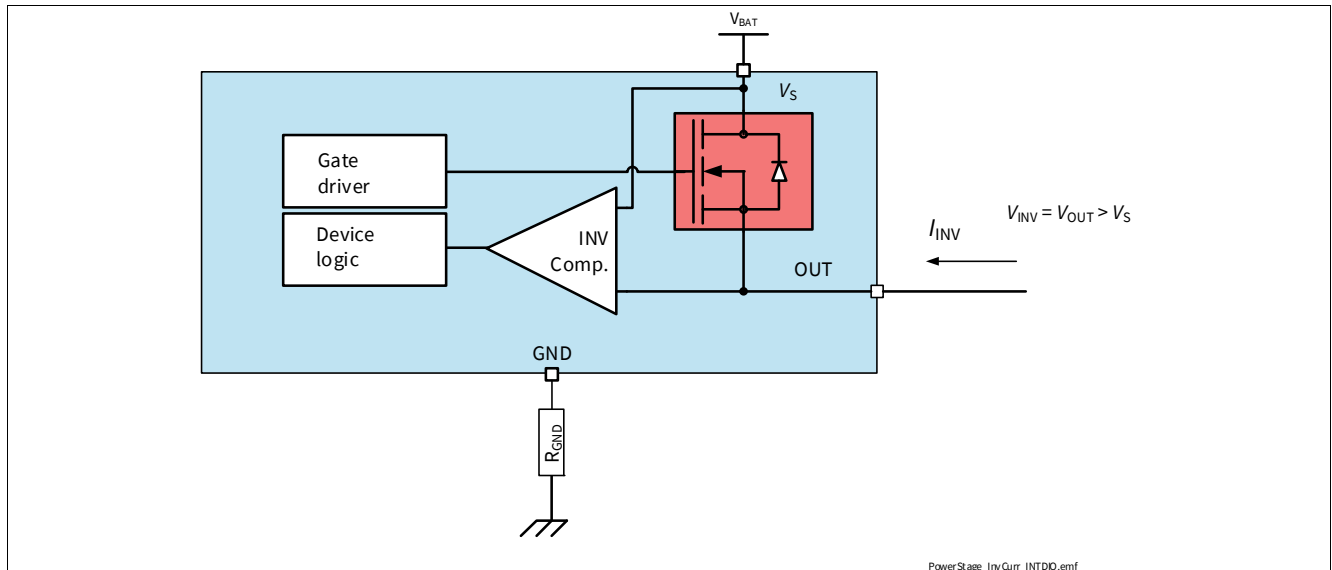 VBAT
VS
Gate
driver
Device
logic
INV
Comp.
OUT
IINV
VINV = VOUT > VS
GND
RGND
PowerStage_InvCurr_INTDIO.emf